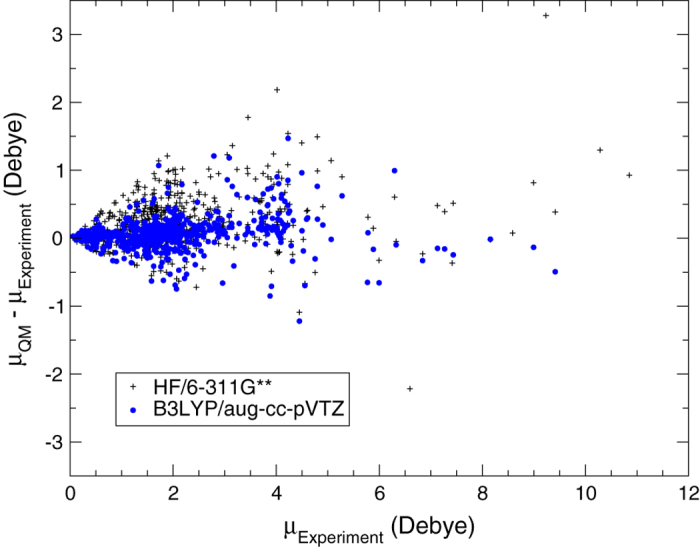 3
2
1
0
-1
-2
-3
μQM - μExperiment (Debye)
HF/6-311G**
B3LYP/aug-cc-pVTZ
0 2 4 6 8 10 12
μExperiment (Debye)